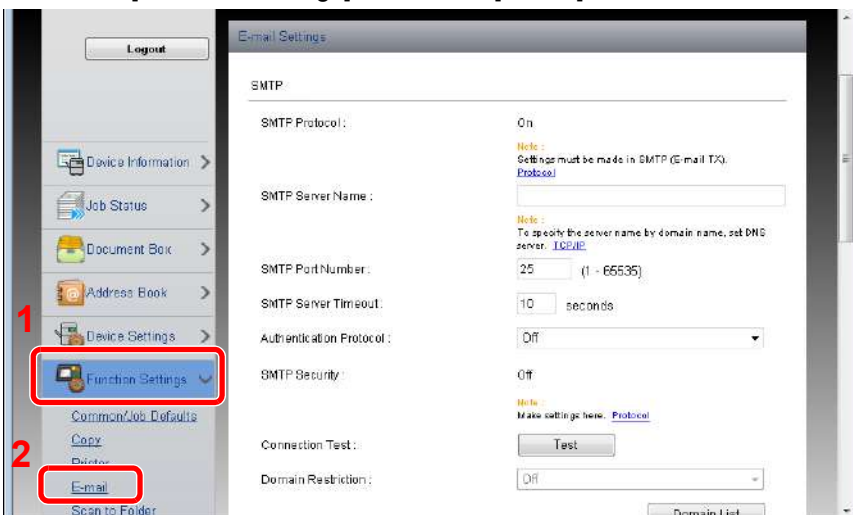 Logout
Device Information
Job Status
Document Box
Address Book
1
Device Settings
Function Settings
Common/Job Defaults
Copy
2
Printer
E-mail
Scan to Folder
E-mail Settings
SMTP
SMTP Protocol :
On
Note :
Settings must be made in SMTP (E-mail TX).
Protocol
SMTP Server Name :
Note :
To specify the server name by domain name, set DNS
server. TCP/IP
SMTP Port Number :
25 (1 - 65535)
SMTP Server Timeout :
10 seconds
Authentication Protocol :
Off
SMTP Security :
Off
Note :
Make settings here. Protocol
Connection Test :
Test
Domain Restriction :
Off
Domain List